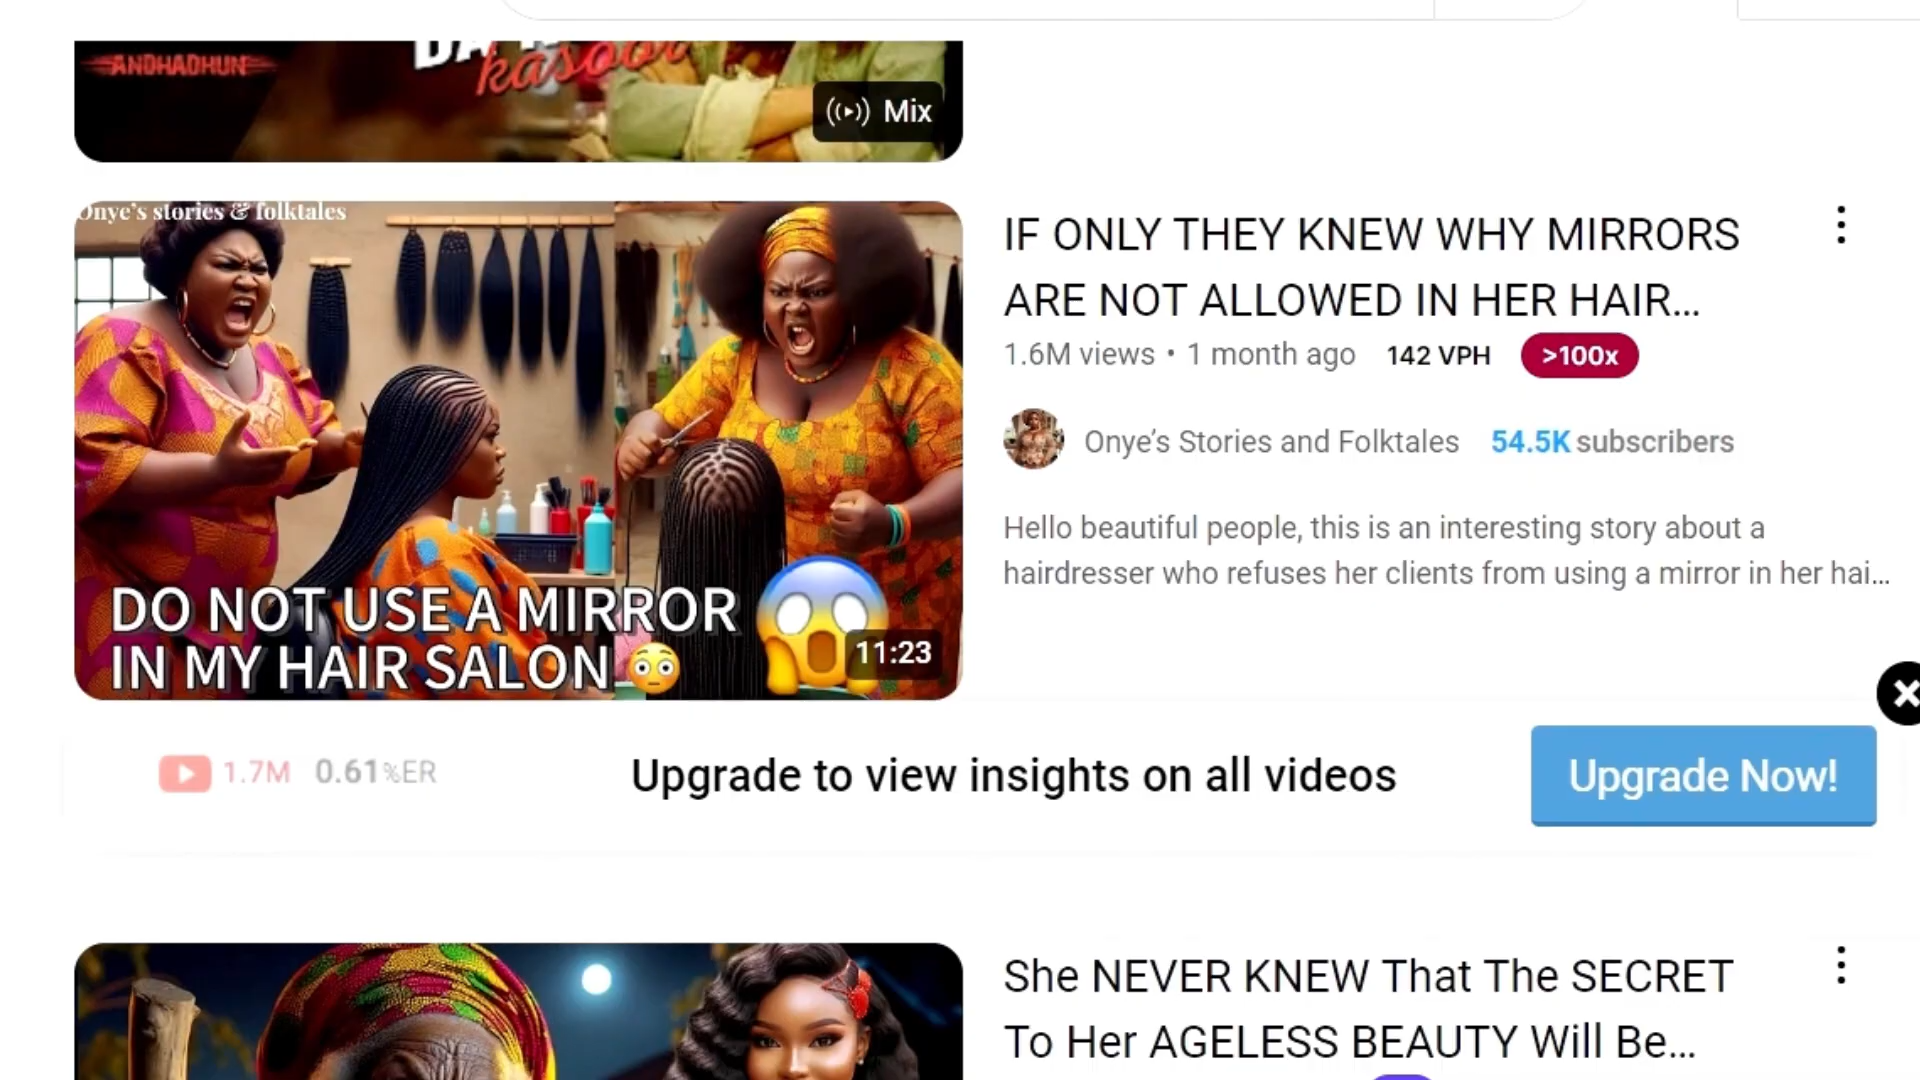 ANDHADHUN
kasoor
Mix
Onye's stories & folktales
DO NOT USE A MIRROR
IN MY HAIR SALON 😳
11:23
IF ONLY THEY KNEW WHY MIRRORS
ARE NOT ALLOWED IN HER HAIR...
1.6M views • 1 month ago 142 VPH >100x
Onye's Stories and Folktales 54.5K subscribers
Hello beautiful people, this is an interesting story about a
hairdresser who refuses her clients from using a mirror in her hai...
1.7M 0.61%ER Upgrade to view insights on all videos Upgrade Now!
She NEVER KNEW That The SECRET
To Her AGELESS BEAUTY Will Be...